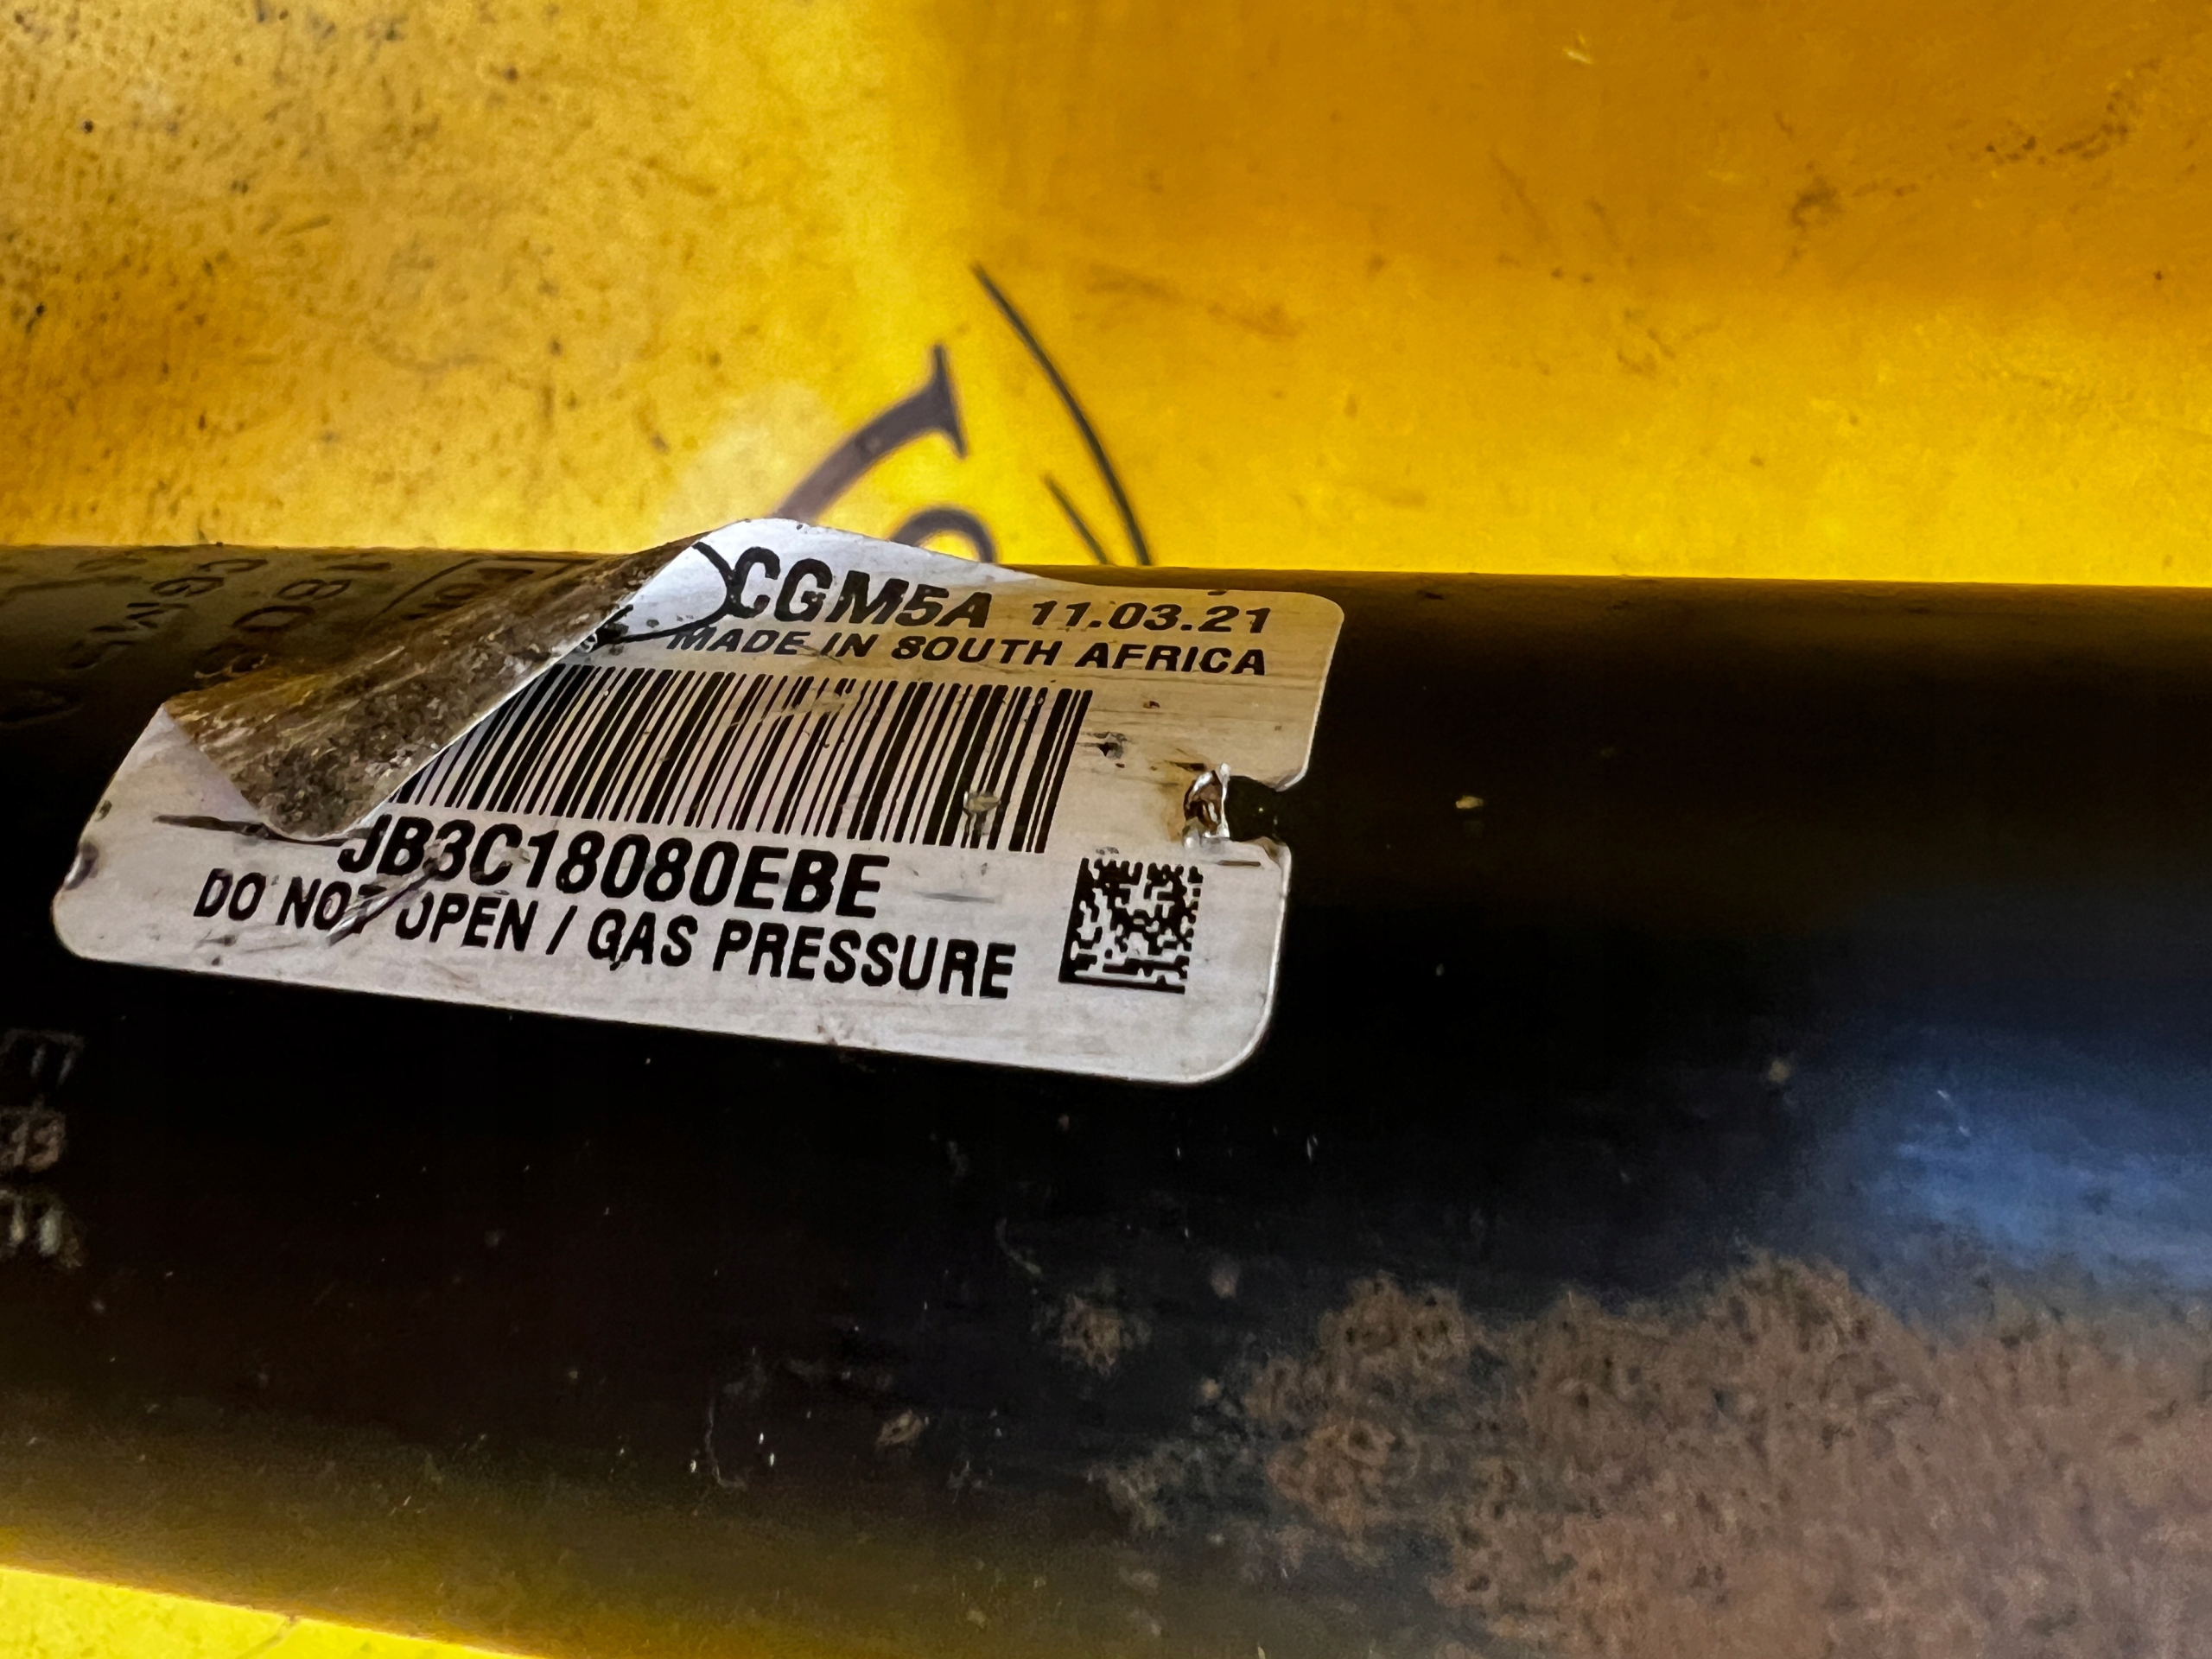 CGM5A 11.03.21
MADE IN SOUTH AFRICA
JB3C18080EBE
DO NOT OPEN / GAS PRESSURE